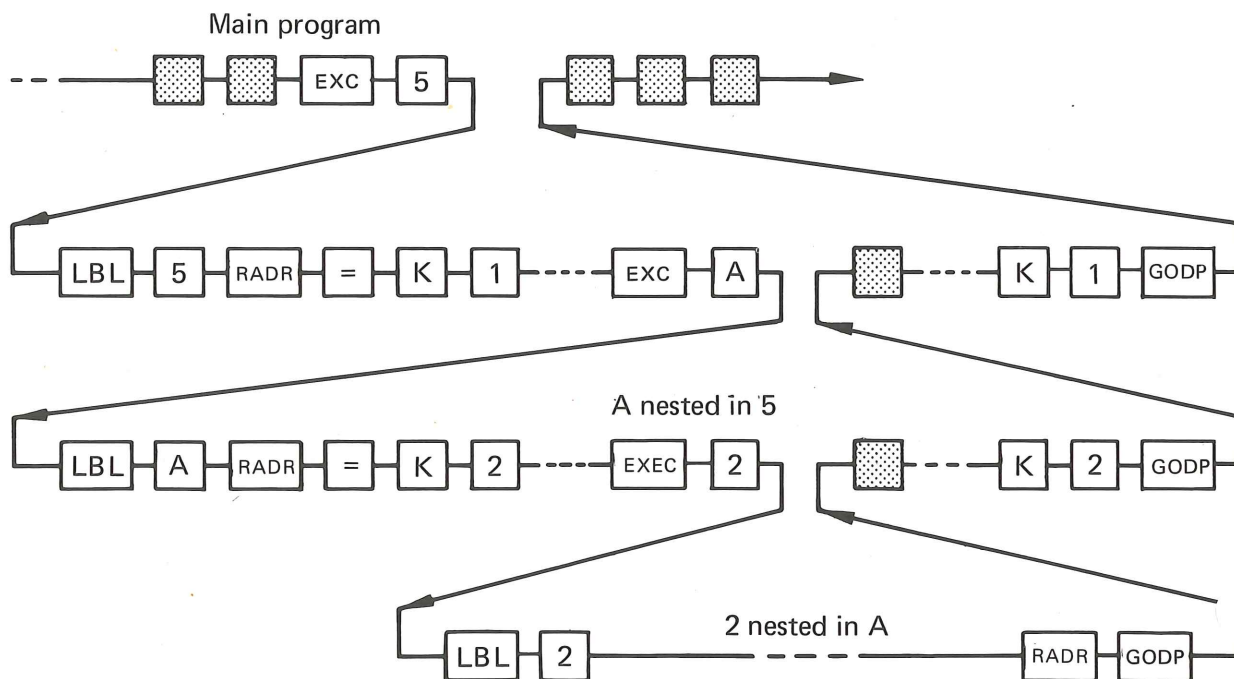 Main program
EXC 5
LBL 5 RADR = K 1 EXC A K 1 GODP
A nested in 5
LBL A RADR = K 2 EXEC 2 K 2 GODP
2 nested in A
LBL 2 RADR GODP